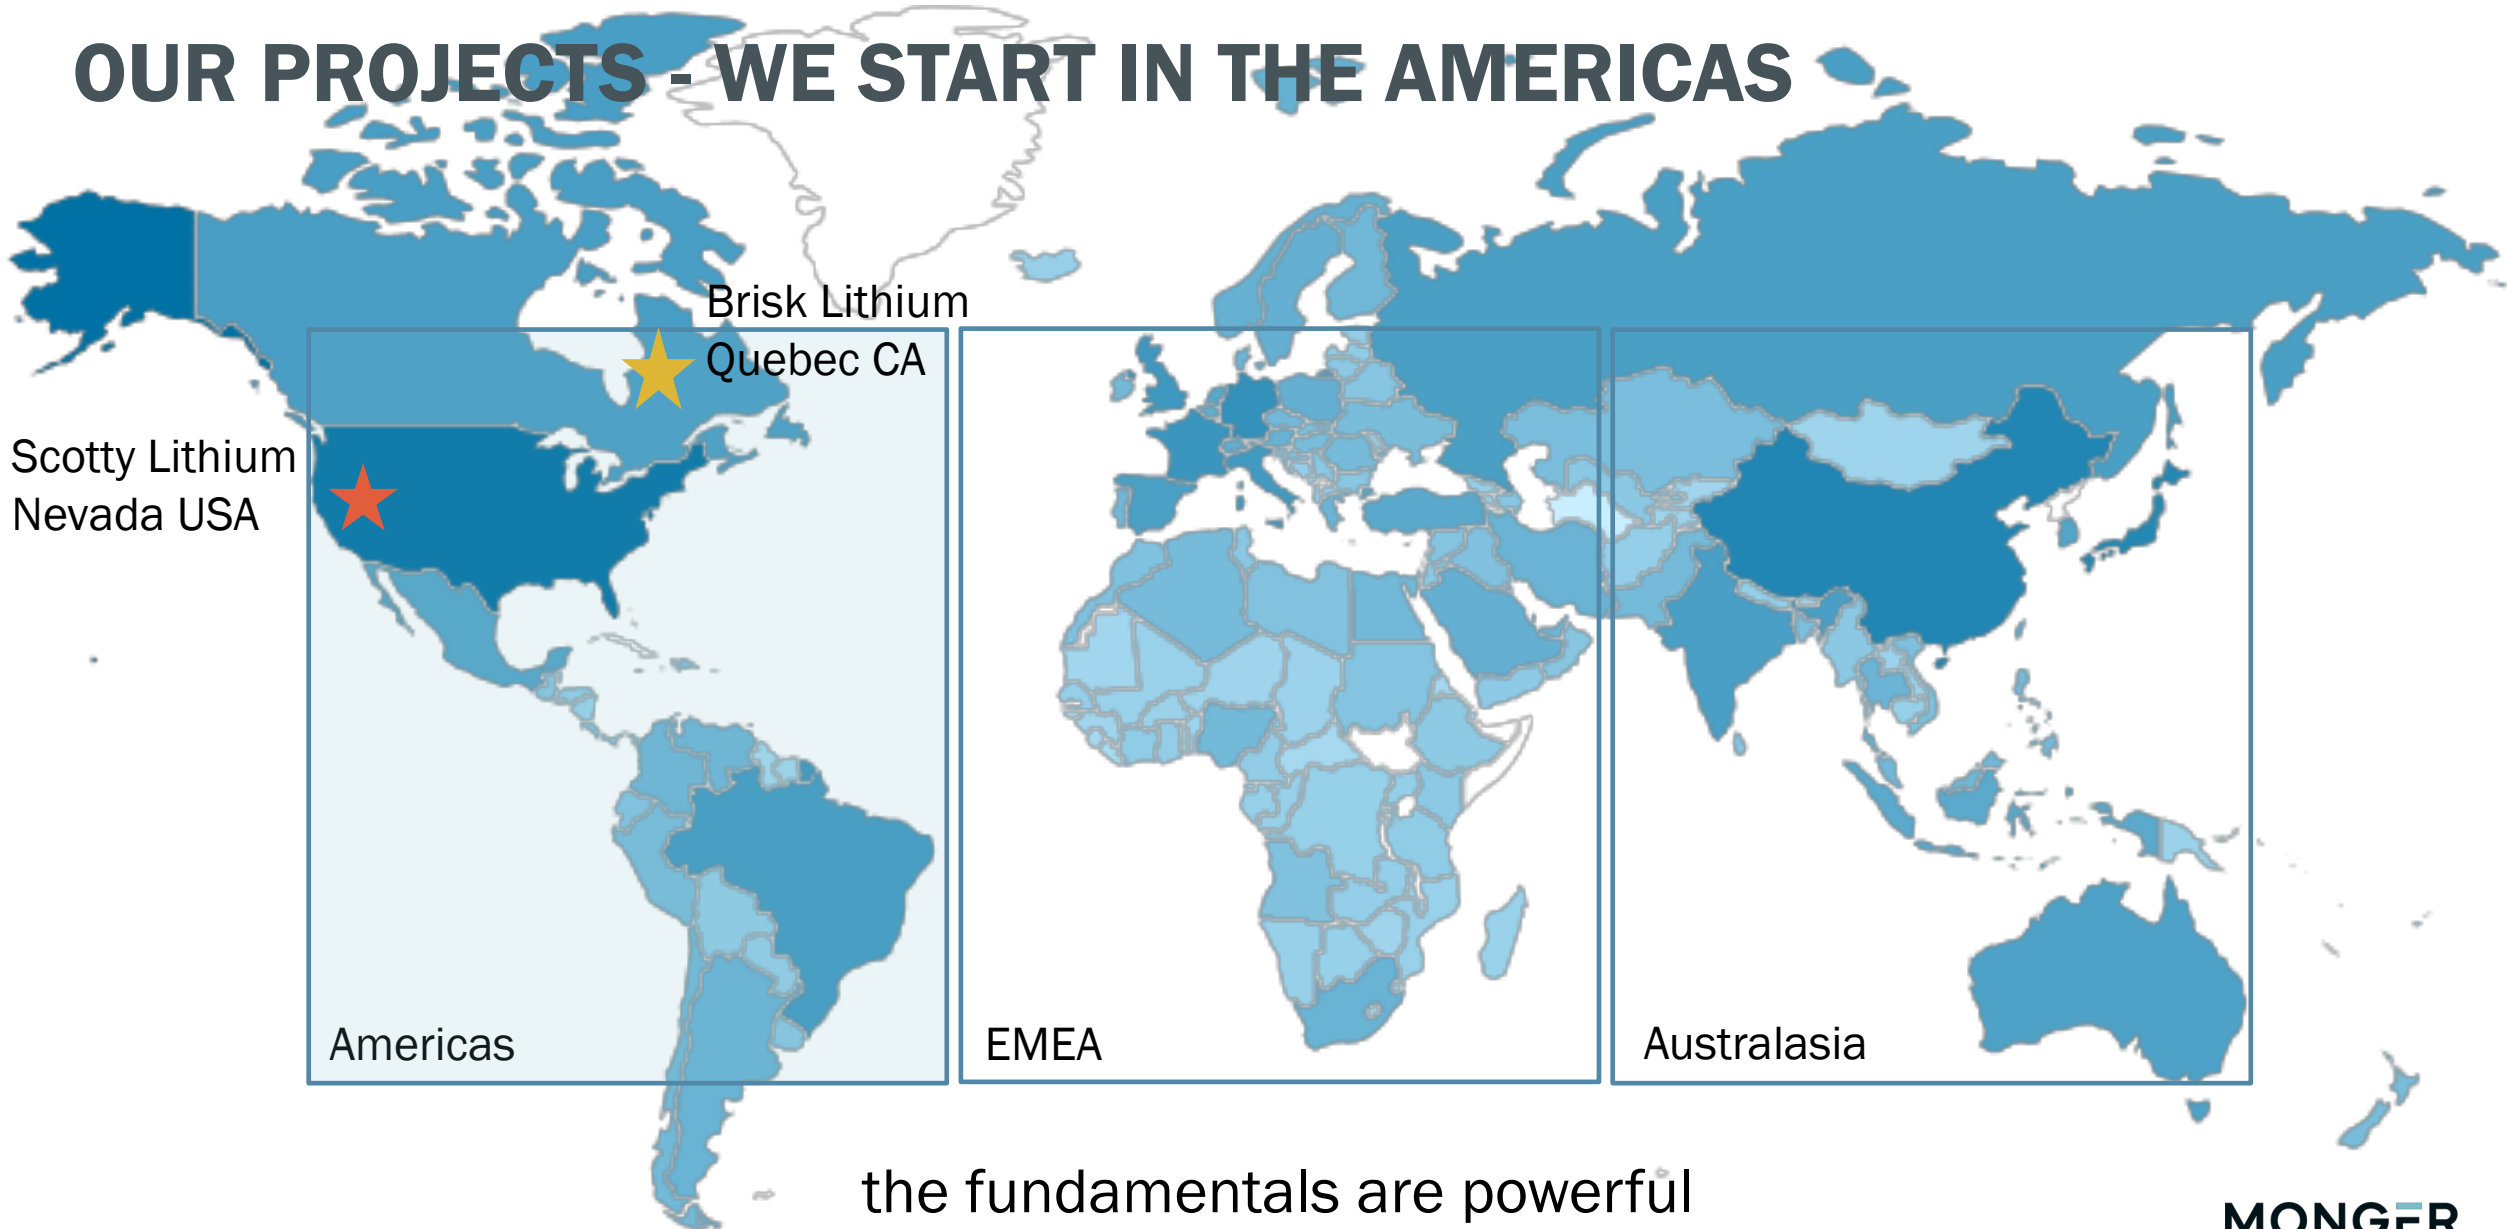 OUR PROJECTS - WE START IN THE AMERICAS
Brisk Lithium
Quebec CA
Scotty Lithium
Nevada USA
Americas
EMEA
Australasia
the fundamentals are powerful
MONGER